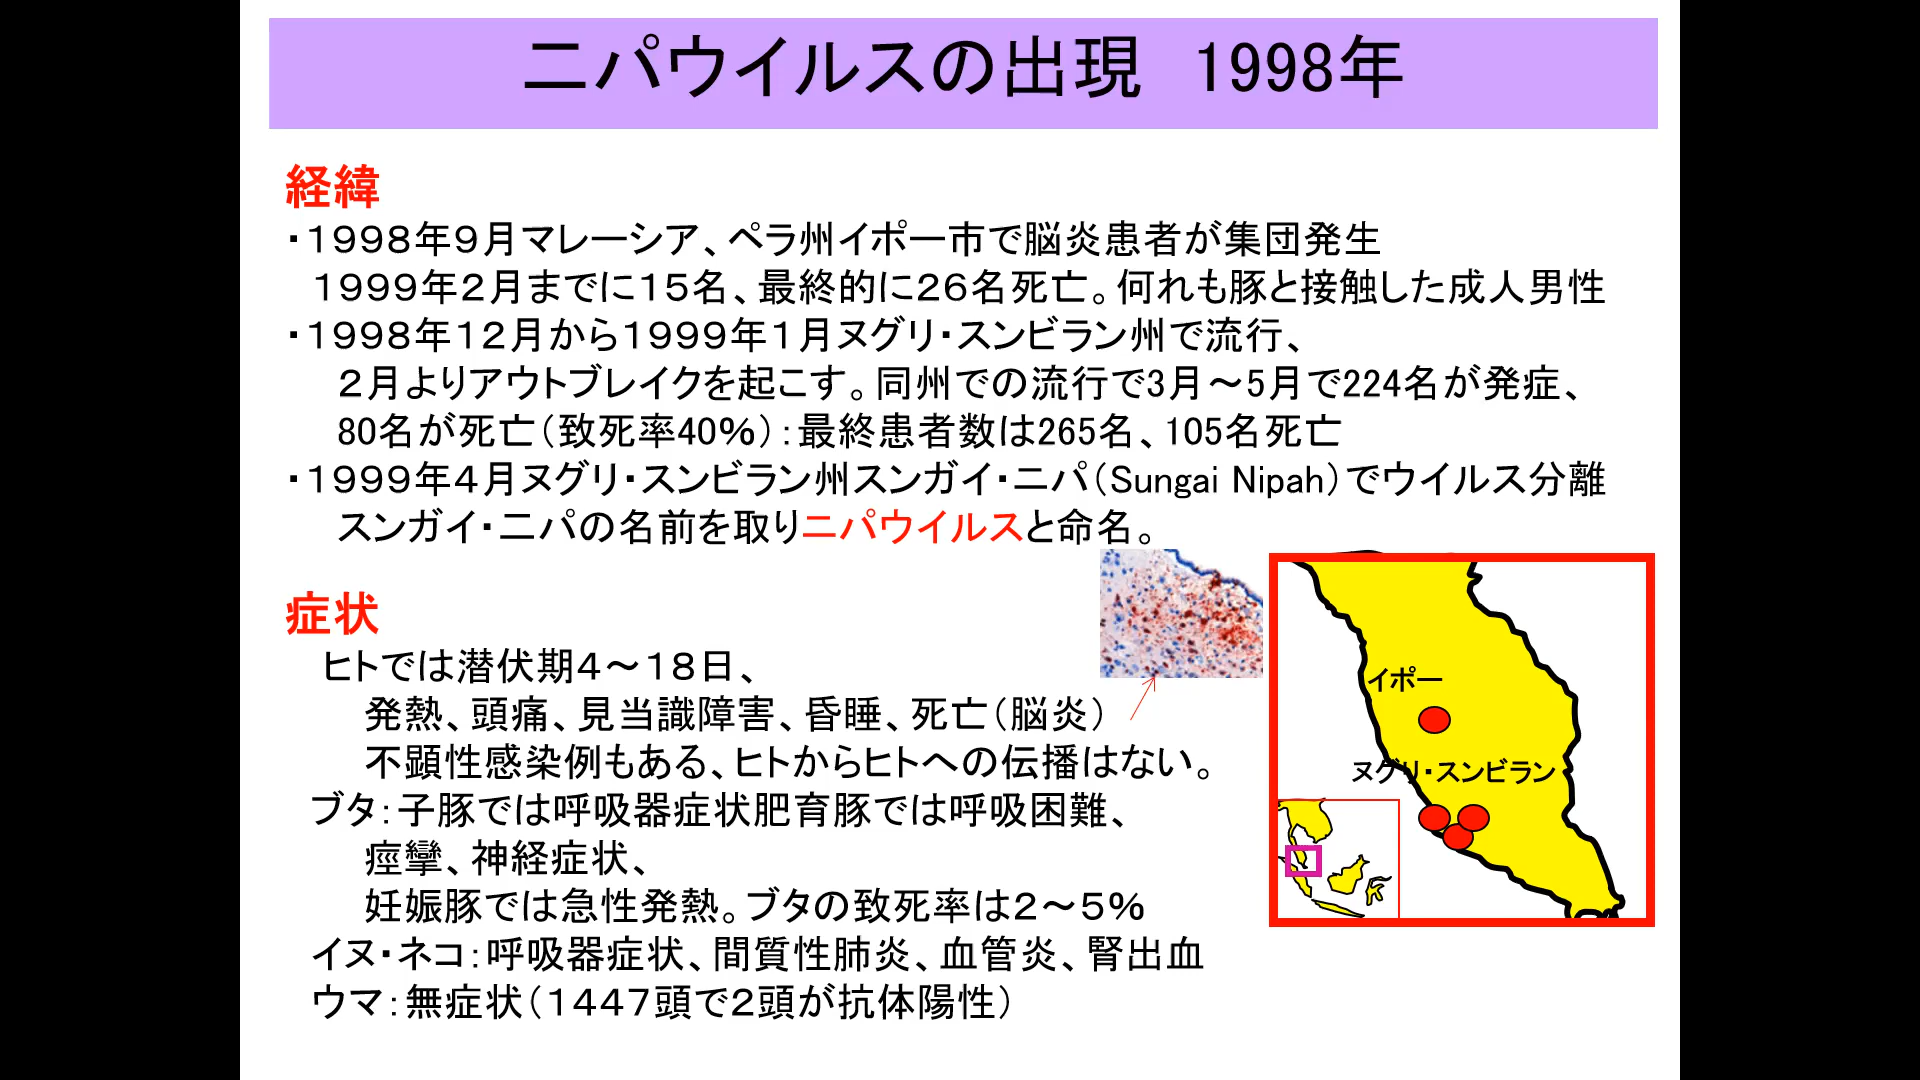 ニパウイルスの出現　1998年
経緯
・１９９８年９月マレーシア、ペラ州イポー市で脳炎患者が集団発生
１９９９年２月までに１５名、最終的に２６名死亡。何れも豚と接触した成人男性
・１９９８年１２月から１９９９年１月ヌグリ・スンビラン州で流行、
２月よりアウトブレイクを起こす。同州での流行で3月～5月で224名が発症、
80名が死亡（致死率40％）：最終患者数は265名、105名死亡
・１９９９年４月ヌグリ・スンビラン州スンガイ・ニパ（Sungai Nipah）でウイルス分離
スンガイ・ニパの名前を取りニパウイルスと命名。
症状
ヒトでは潜伏期４～１８日、
発熱、頭痛、見当識障害、昏睡、死亡（脳炎）
不顕性感染例もある、ヒトからヒトへの伝播はない。
ブタ：子豚では呼吸器症状肥育豚では呼吸困難、
痙攣、神経症状、
妊娠豚では急性発熱。ブタの致死率は２～５％
イヌ・ネコ：呼吸器症状、間質性肺炎、血管炎、腎出血
ウマ：無症状（１４４７頭で２頭が抗体陽性）
イポー
ヌグリ・スンビラン